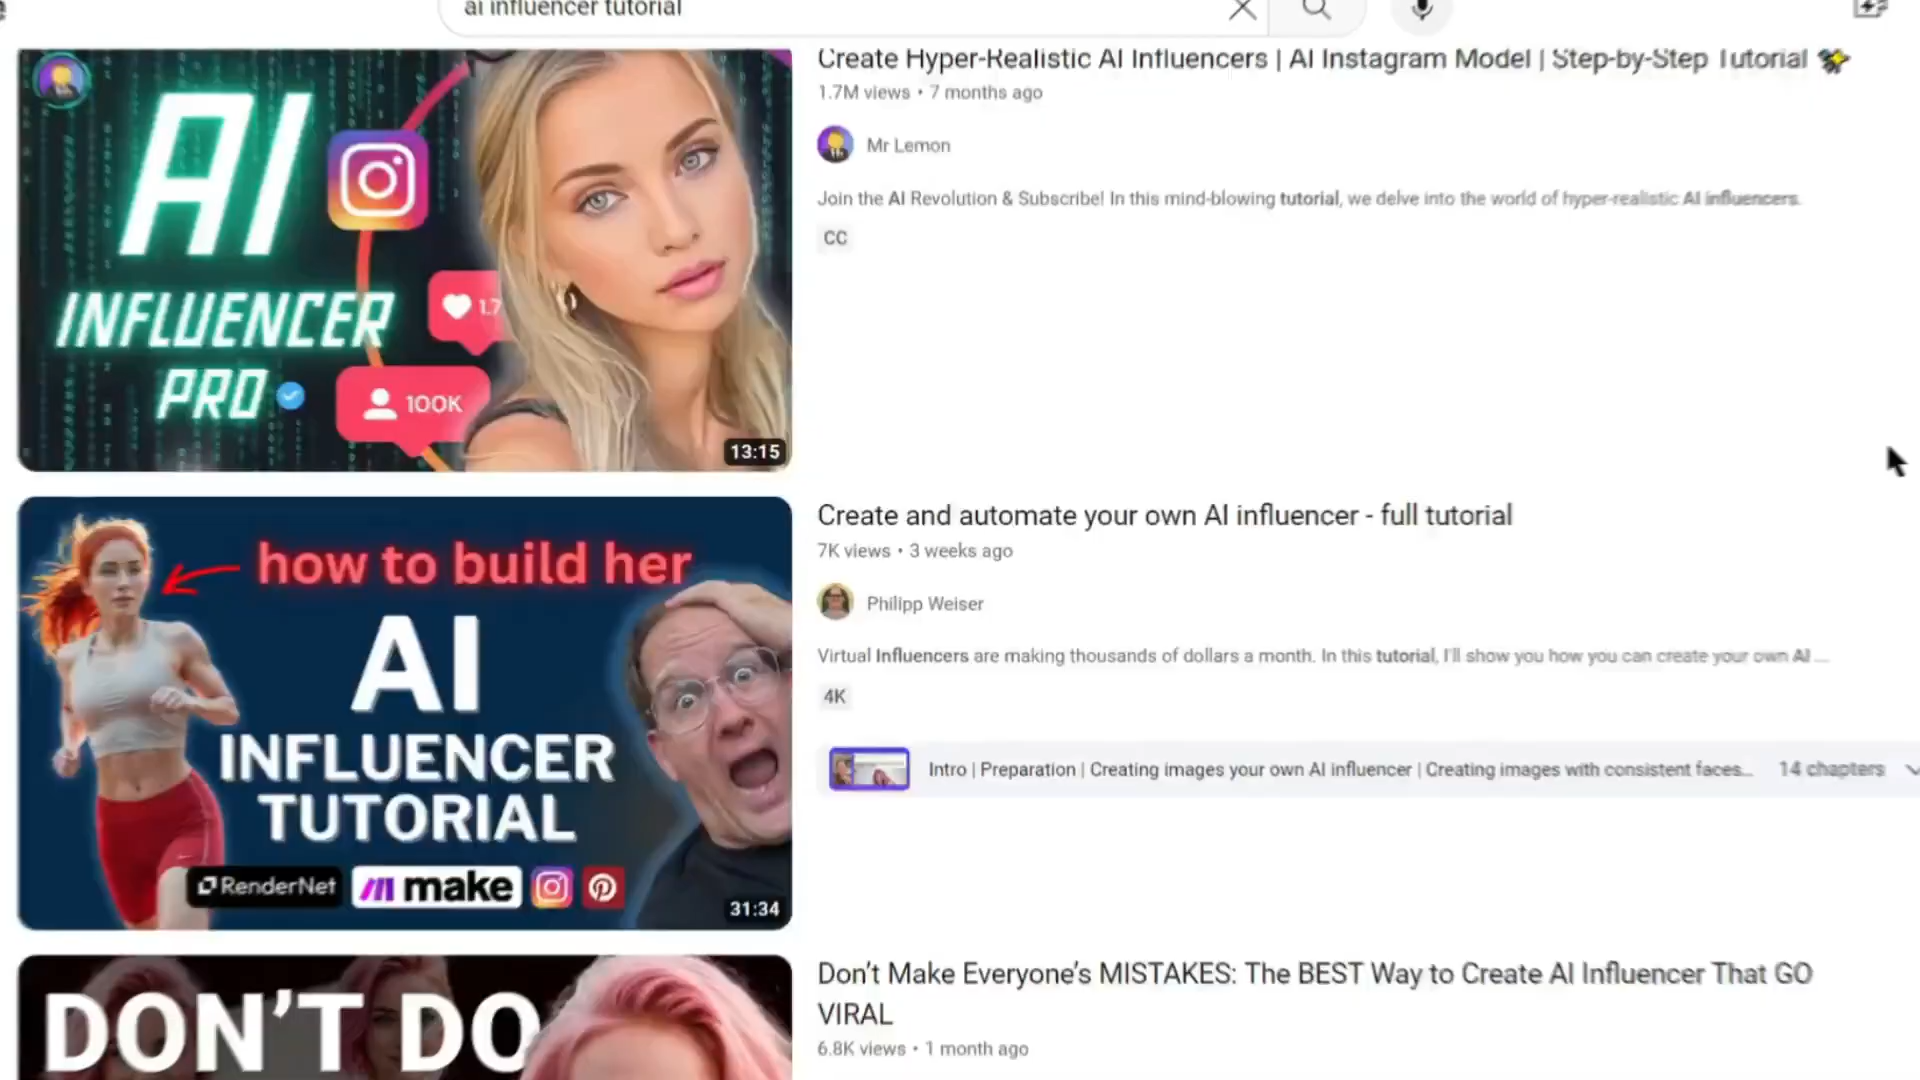 ai influencer tutorial
AI
INFLUENCER
PRO
1.7
100K
13:15
Create Hyper-Realistic AI Influencers | AI Instagram Model | Step-by-Step Tutorial
1.7M views • 7 months ago
Mr Lemon
Join the AI Revolution & Subscribe! In this mind-blowing tutorial, we delve into the world of hyper-realistic AI influencers.
CC
how to build her
AI
INFLUENCER
TUTORIAL
RenderNet
make
31:34
Create and automate your own AI influencer - full tutorial
7K views • 3 weeks ago
Philipp Weiser
Virtual Influencers are making thousands of dollars a month. In this tutorial, I'll show you how you can create your own AI ...
4K
Intro | Preparation | Creating images your own AI influencer | Creating images with consistent faces...
14 chapters
DON'T DO
Don't Make Everyone's MISTAKES: The BEST Way to Create AI Influencer That GO
VIRAL
6.8K views • 1 month ago